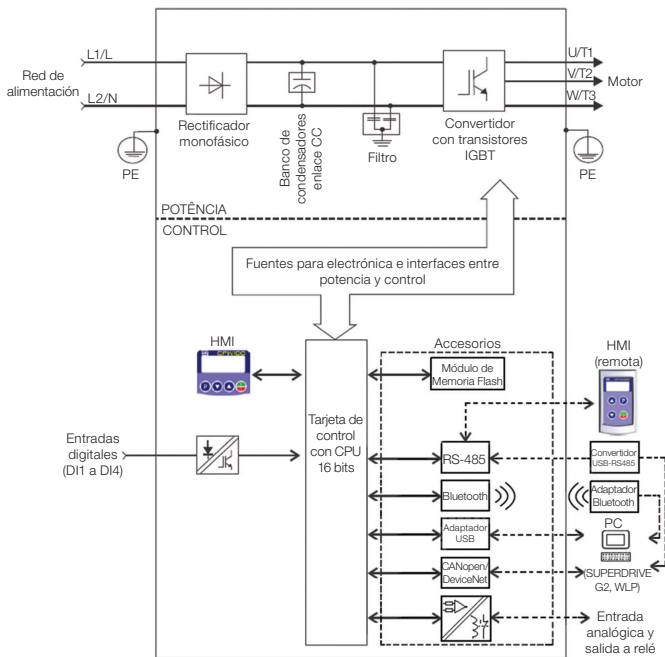 L1/L
Red de
alimentación
L2/N
PE
Rectificador
monofásico
Banco de
condensadores
enlace CC
Filtro
Convertidor
con transistores
IGBT
U/T1
V/T2
W/T3
Motor
PE
POTÊNCIA
CONTROL
Fuentes para electrónica e interfaces entre
potencia y control
HMI
Entradas
digitales
(DI1 a DI4)
Tarjeta de
control
con CPU
16 bits
Accesorios
Módulo de
Memoria Flash
RS-485
Bluetooth
Adaptador
USB
CANopen/
DeviceNet
HMI
(remota)
Convertidor
USB-RS485
Adaptador
Bluetooth
PC
(SUPERDRIVE
G2, WLP)
Entrada
analógica y
salida a relé